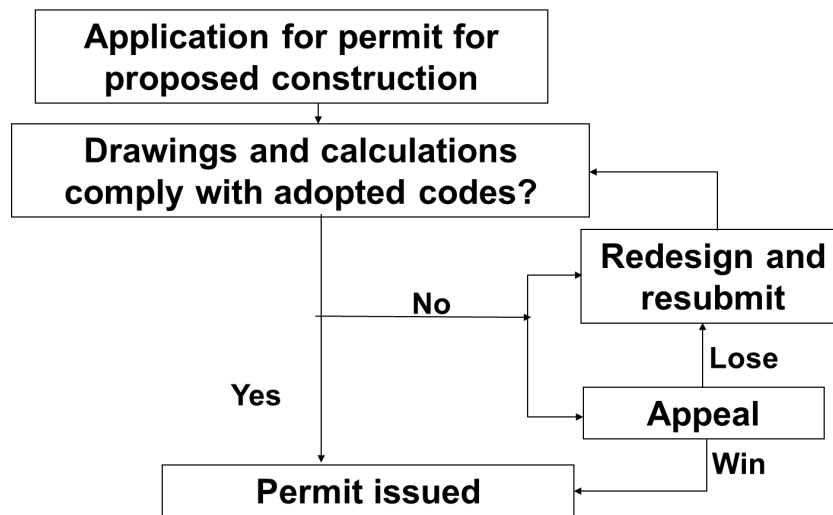 Application for permit for
proposed construction
Drawings and calculations
comply with adopted codes?
Redesign and
resubmit
No
Lose
Yes
Appeal
Win
Permit issued